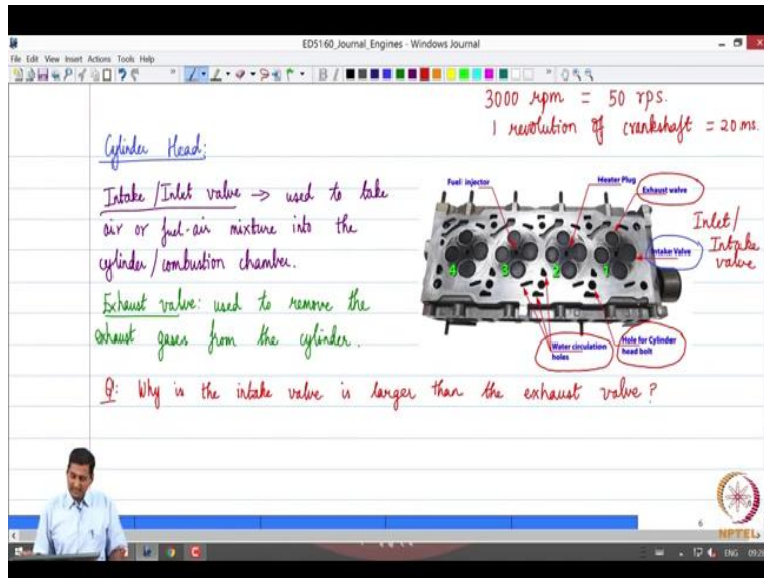 ED5160_Journal_Engines - Windows Journal
File Edit View Insert Actions Tools Help
3000 rpm = 50 rps.
1 revolution of crankshaft = 20 ms.
Cylinder Head:
Intake/Inlet valve → used to take
air or fuel-air mixture into the
cylinder/combustion chamber.
Exhaust valve: used to remove the
exhaust gases from the cylinder.
Fuel injector
Heater Plug
Exhaust valve
Intake Valve
Inlet/
Intake
valve
4 3 2 1
Water circulation
holes
Hole for Cylinder
head bolt
Q: Why is the intake valve is larger than the exhaust valve?
6
NPTEL
ENG